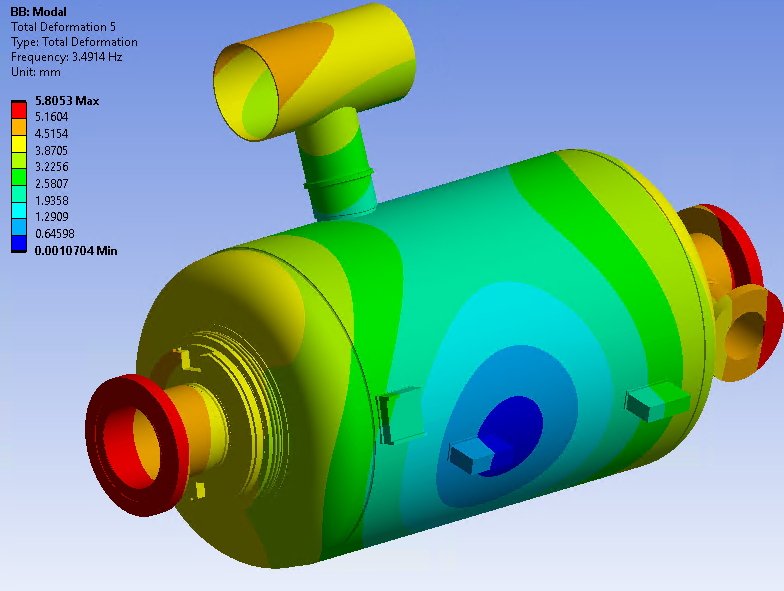 BB: Modal
Total Deformation 5
Type: Total Deformation
Frequency: 3.4914 Hz
Unit: mm
5.8053 Max
5.1604
4.5154
3.8705
3.2256
2.5807
1.9358
1.2909
0.64598
0.0010704 Min